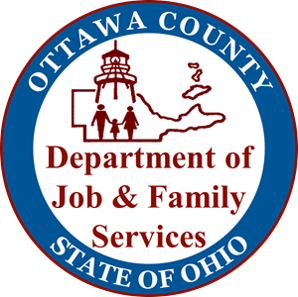 OTTAWA COUNTY
Department of
Job & Family
Services
STATE OF OHIO